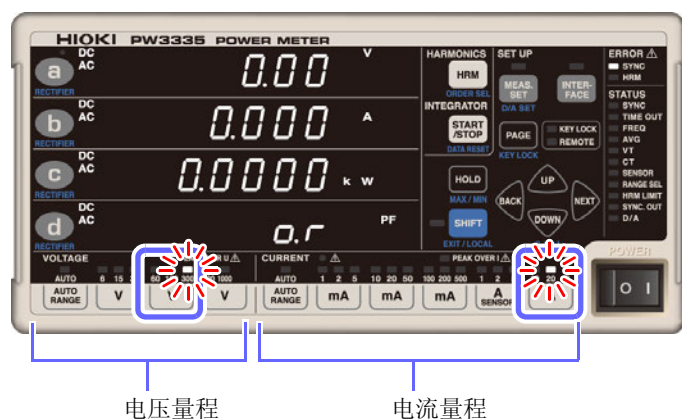 HIOKI PW3335 POWER METER
DC
AC
a
RECTIFIER
0.00
V
DC
AC
b
RECTIFIER
0.000
A
DC
AC
C
RECTIFIER
0.0000
k W
DC
AC
d
RECTIFIER
o.r
PF
HARMONICS
HRM
ORDER SEL
INTEGRATOR
START
/STOP
DATA RESET
HOLD
MAX / MIN
SHIFT
EXIT / LOCAL
SET UP
MEAS.
SET
D/A SET
INTER-
FACE
PAGE
KEY LOCK
KEY LOCK
REMOTE
UP
BACK
NEXT
DOWN
ERROR ⚠
SYNC
HRM
STATUS
SYNC
TIME OUT
FREQ
AVG
VT
CT
SENSOR
RANGE SEL
HRM LIMIT
SYNC. OUT
D / A
POWER
O I
VOLTAGE
R U ⚠
AUTO
6 15
300
1000
AUTO
RANGE
V
V
CURRENT
⚠
PEAK OVER I ⚠
AUTO
1 2 5
10 20 50
100 200 500
1 2
20
AUTO
RANGE
mA
mA
mA
A
SENSOR
电压量程
电流量程